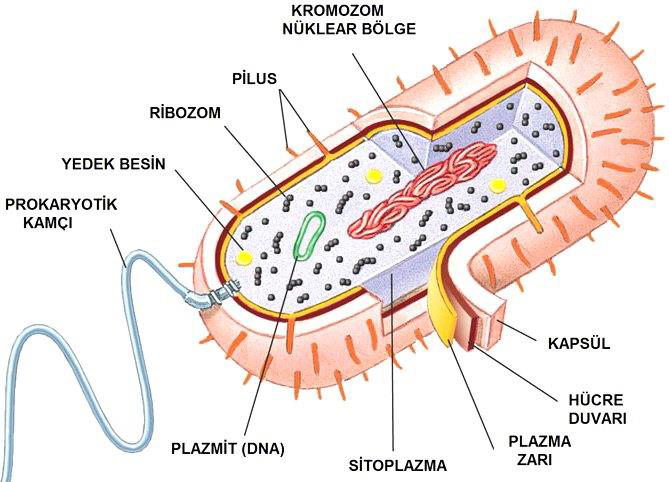 KROMOZOM
NÜKLEAR BÖLGE
PİLUS
RİBOZOM
YEDEK BESİN
PROKARYOTİK
KAMÇI
KAPSÜL
HÜCRE
DUVARI
PLAZMA
ZARI
SİTOPLAZMA
PLAZMİT (DNA)